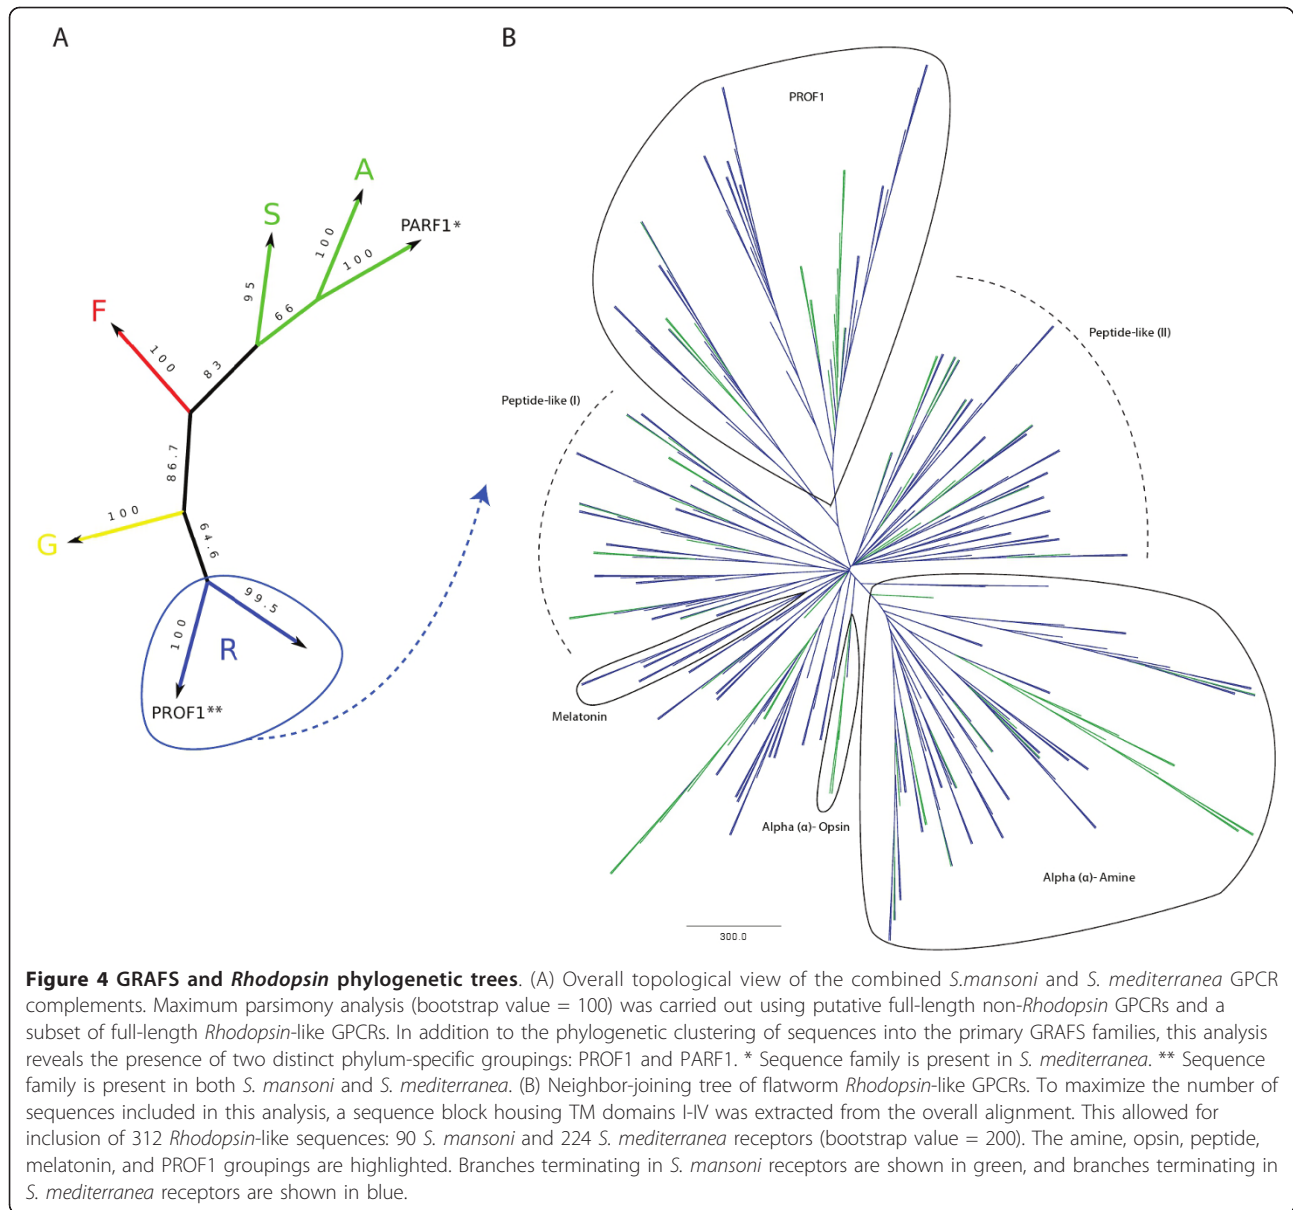 A
B
PROF1
A
S
PARF1*
100
100
95
66
F
100
83
Peptide-like (II)
Peptide-like (I)
86.7
100
G
64.6
99.5
100
R
PROF1**
Melatonin
Alpha (α)- Opsin
Alpha (α)- Amine
300.0
Figure 4 GRAFS and Rhodopsin phylogenetic trees. (A) Overall topological view of the combined S.mansoni and S. mediterranea GPCR
complements. Maximum parsimony analysis (bootstrap value = 100) was carried out using putative full-length non-Rhodopsin GPCRs and a
subset of full-length Rhodopsin-like GPCRs. In addition to the phylogenetic clustering of sequences into the primary GRAFS families, this analysis
reveals the presence of two distinct phylum-specific groupings: PROF1 and PARF1. * Sequence family is present in S. mediterranea. ** Sequence
family is present in both S. mansoni and S. mediterranea. (B) Neighbor-joining tree of flatworm Rhodopsin-like GPCRs. To maximize the number of
sequences included in this analysis, a sequence block housing TM domains I-IV was extracted from the overall alignment. This allowed for
inclusion of 312 Rhodopsin-like sequences: 90 S. mansoni and 224 S. mediterranea receptors (bootstrap value = 200). The amine, opsin, peptide,
melatonin, and PROF1 groupings are highlighted. Branches terminating in S. mansoni receptors are shown in green, and branches terminating in
S. mediterranea receptors are shown in blue.